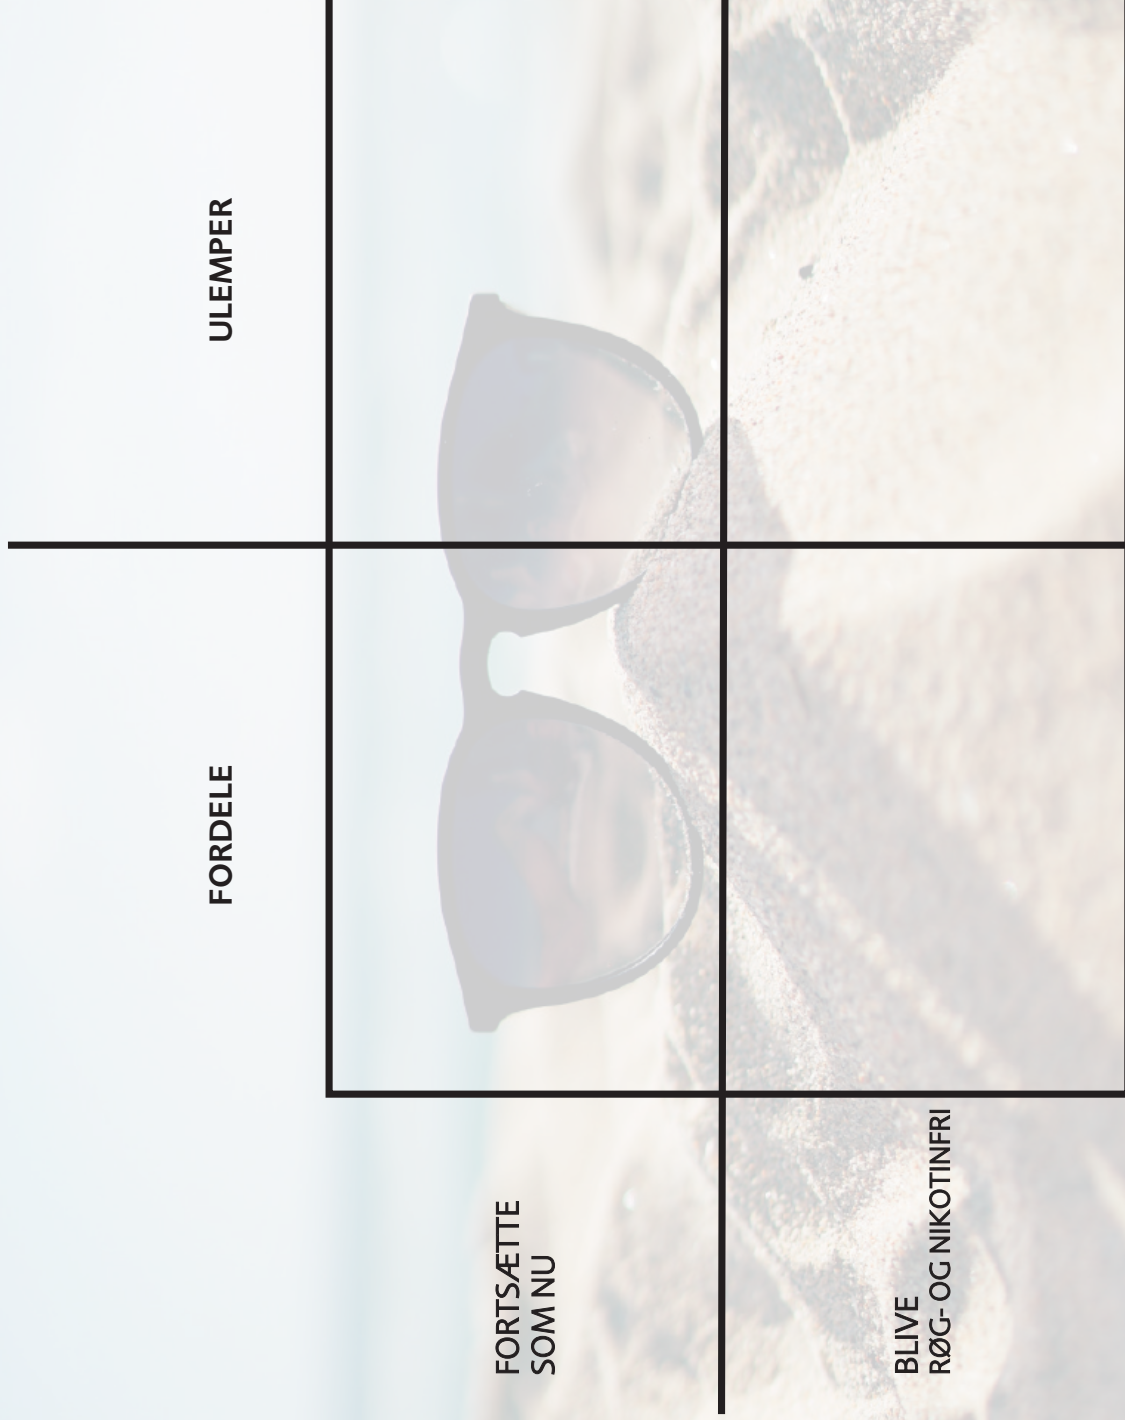 FORDELE
ULEMPER
FORTSÆTTE
SOM NU
BLIVE
RØG- OG NIKOTINFRI